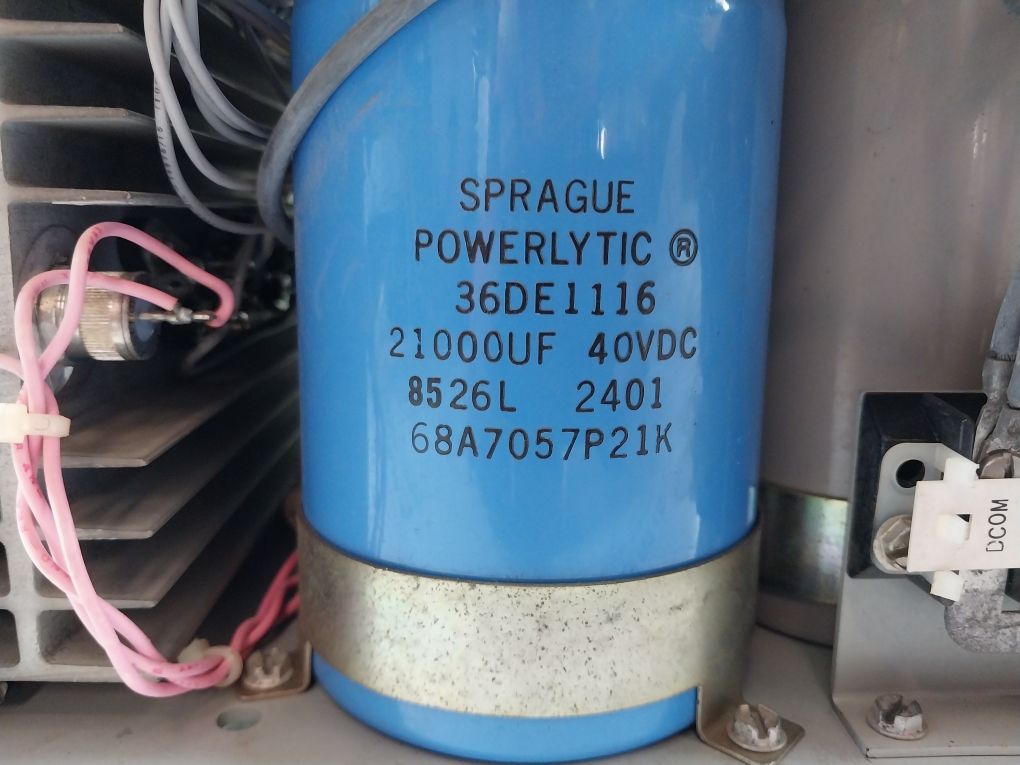 SPRAGUE
POWERLYTIC ®
36DE1116
21000UF 40VDC
8526L 2401
68A7057P21K
DCOM